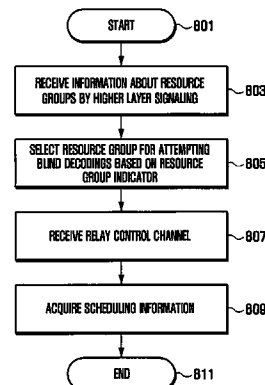 START
801
RECEIVE INFORMATION ABOUT RESOURCE
GROUPS BY HIGHER LAYER SIGNALING
803
SELECT RESOURCE GROUP FOR ATTEMPTING
BLIND DECODINGS BASED ON RESOURCE
GROUP INDICATOR
805
RECEIVE RELAY CONTROL CHANNEL
807
ACQUIRE SCHEDULING INFORMATION
809
END
811